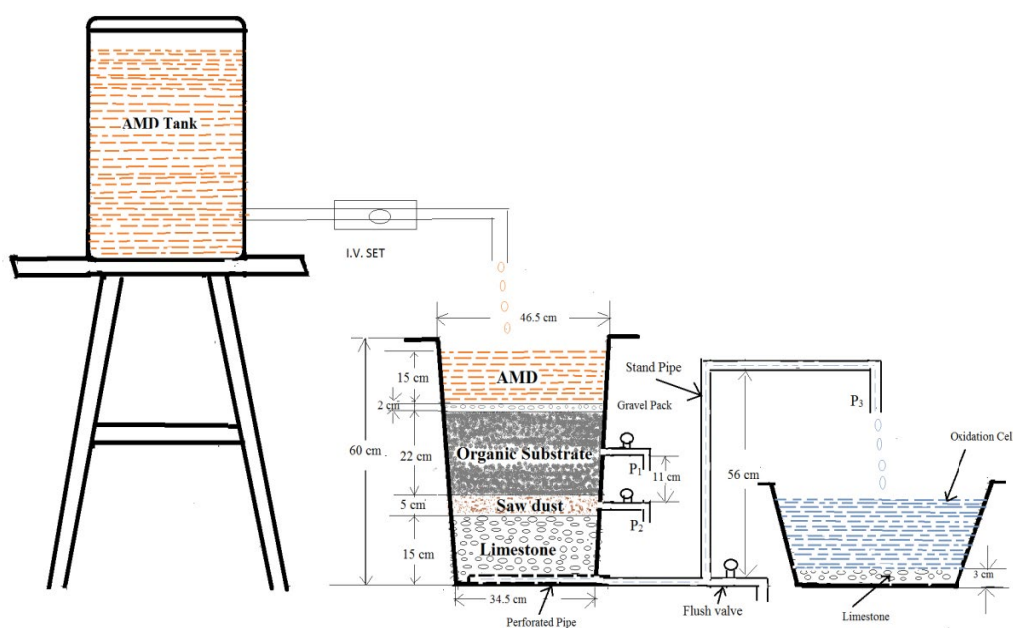 AMD Tank
I.V. SET
46.5 cm
AMD
15 cm
2 cm
Organic Substrate
22 cm
60 cm
Saw dust
5 cm
Limestone
15 cm
34.5 cm
Perforated Pipe
Stand Pipe
Gravel Pack
P1
11 cm
P2
56 cm
Flush valve
P3
Oxidation Cel
3 cm
Limestone